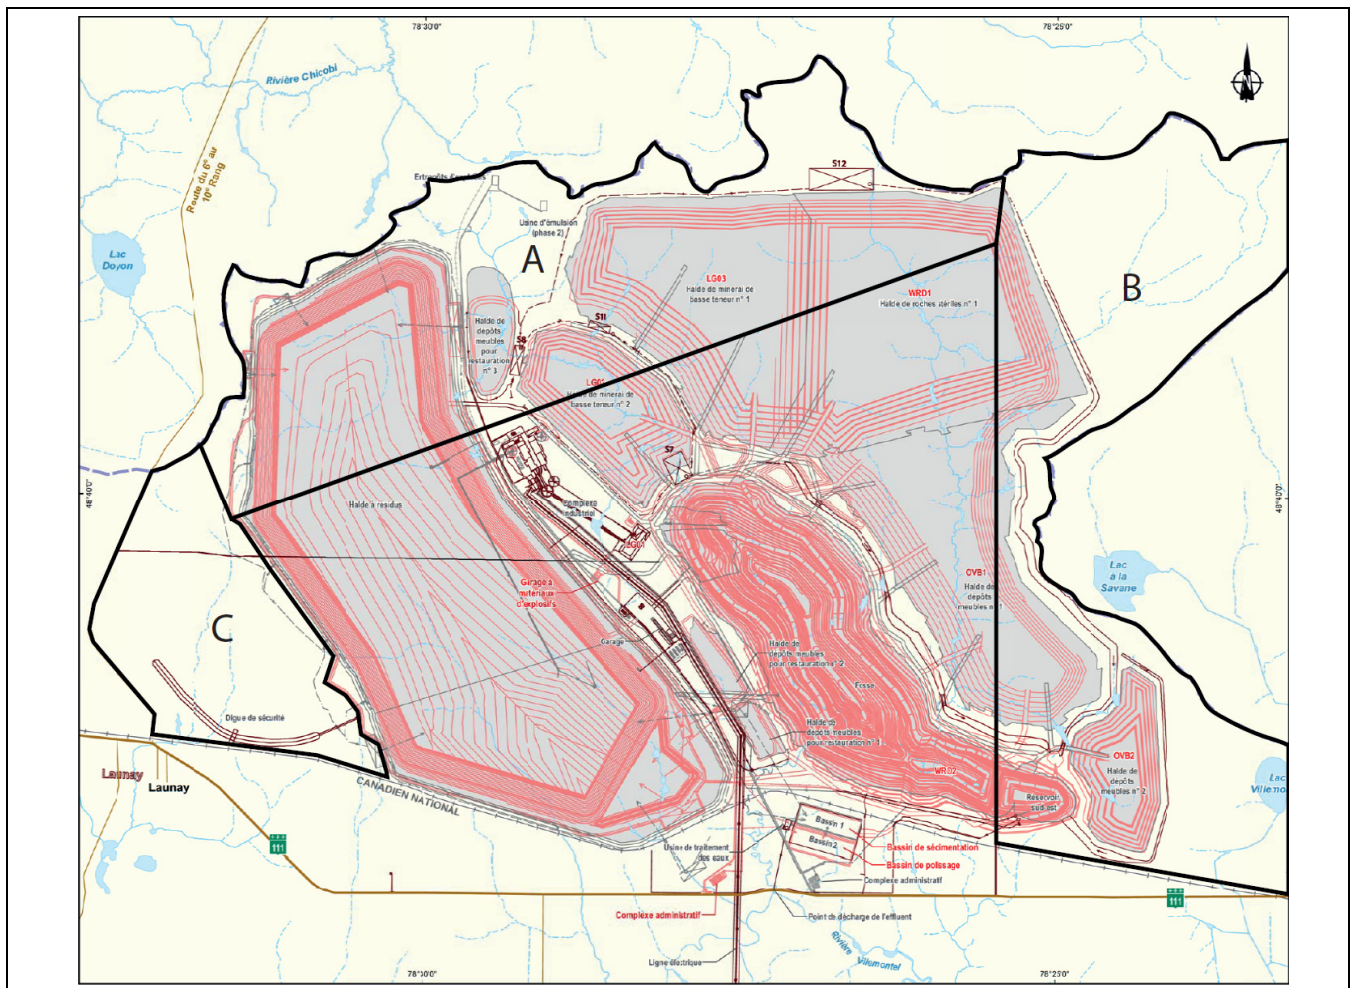 78°30'0"
78°25'0"
Rivière Chicobi
Route du 6e au
10e Rang
S12
N
Usine d'émulsion
(phase 2)
A
Lac
Doyon
B
LG03
Halde de minerai de
basse teneur n° 1
WRD1
Halde de roches stériles n° 1
S11
S6
Halde de
dépôts
meubles
pour
restauration
n° 3
Halde de minerai de
basse teneur n° 2
S7
48°40'0"
48°40'0"
Halde à résidus
Complexe
industriel
Lac
à la
Savane
OVB1
Halde de
dépôts
meubles n° 1
matériaux
d'explosifs
C
Garage
Halde de
dépôts meubles
pour restauration n° 2
Fosse
Digue de sécurité
Halde de
dépôts meubles
pour restauration n° 1
WRD2
OVB2
Halde de
dépôts
meubles n° 2
Launay
Launay
CANADIEN NATIONAL
Réservoir
sud-est
Lac
Bassin 1
Bassin 2
Usine de traitement
des eaux
Bassin de sécimentation
Bassin de polissage
111
Complexe administratif
111
Complexe administratif
Point de décharge de l'effluent
Rivière
Villemontel
Ligne électrique
78°30'0"
78°25'0"